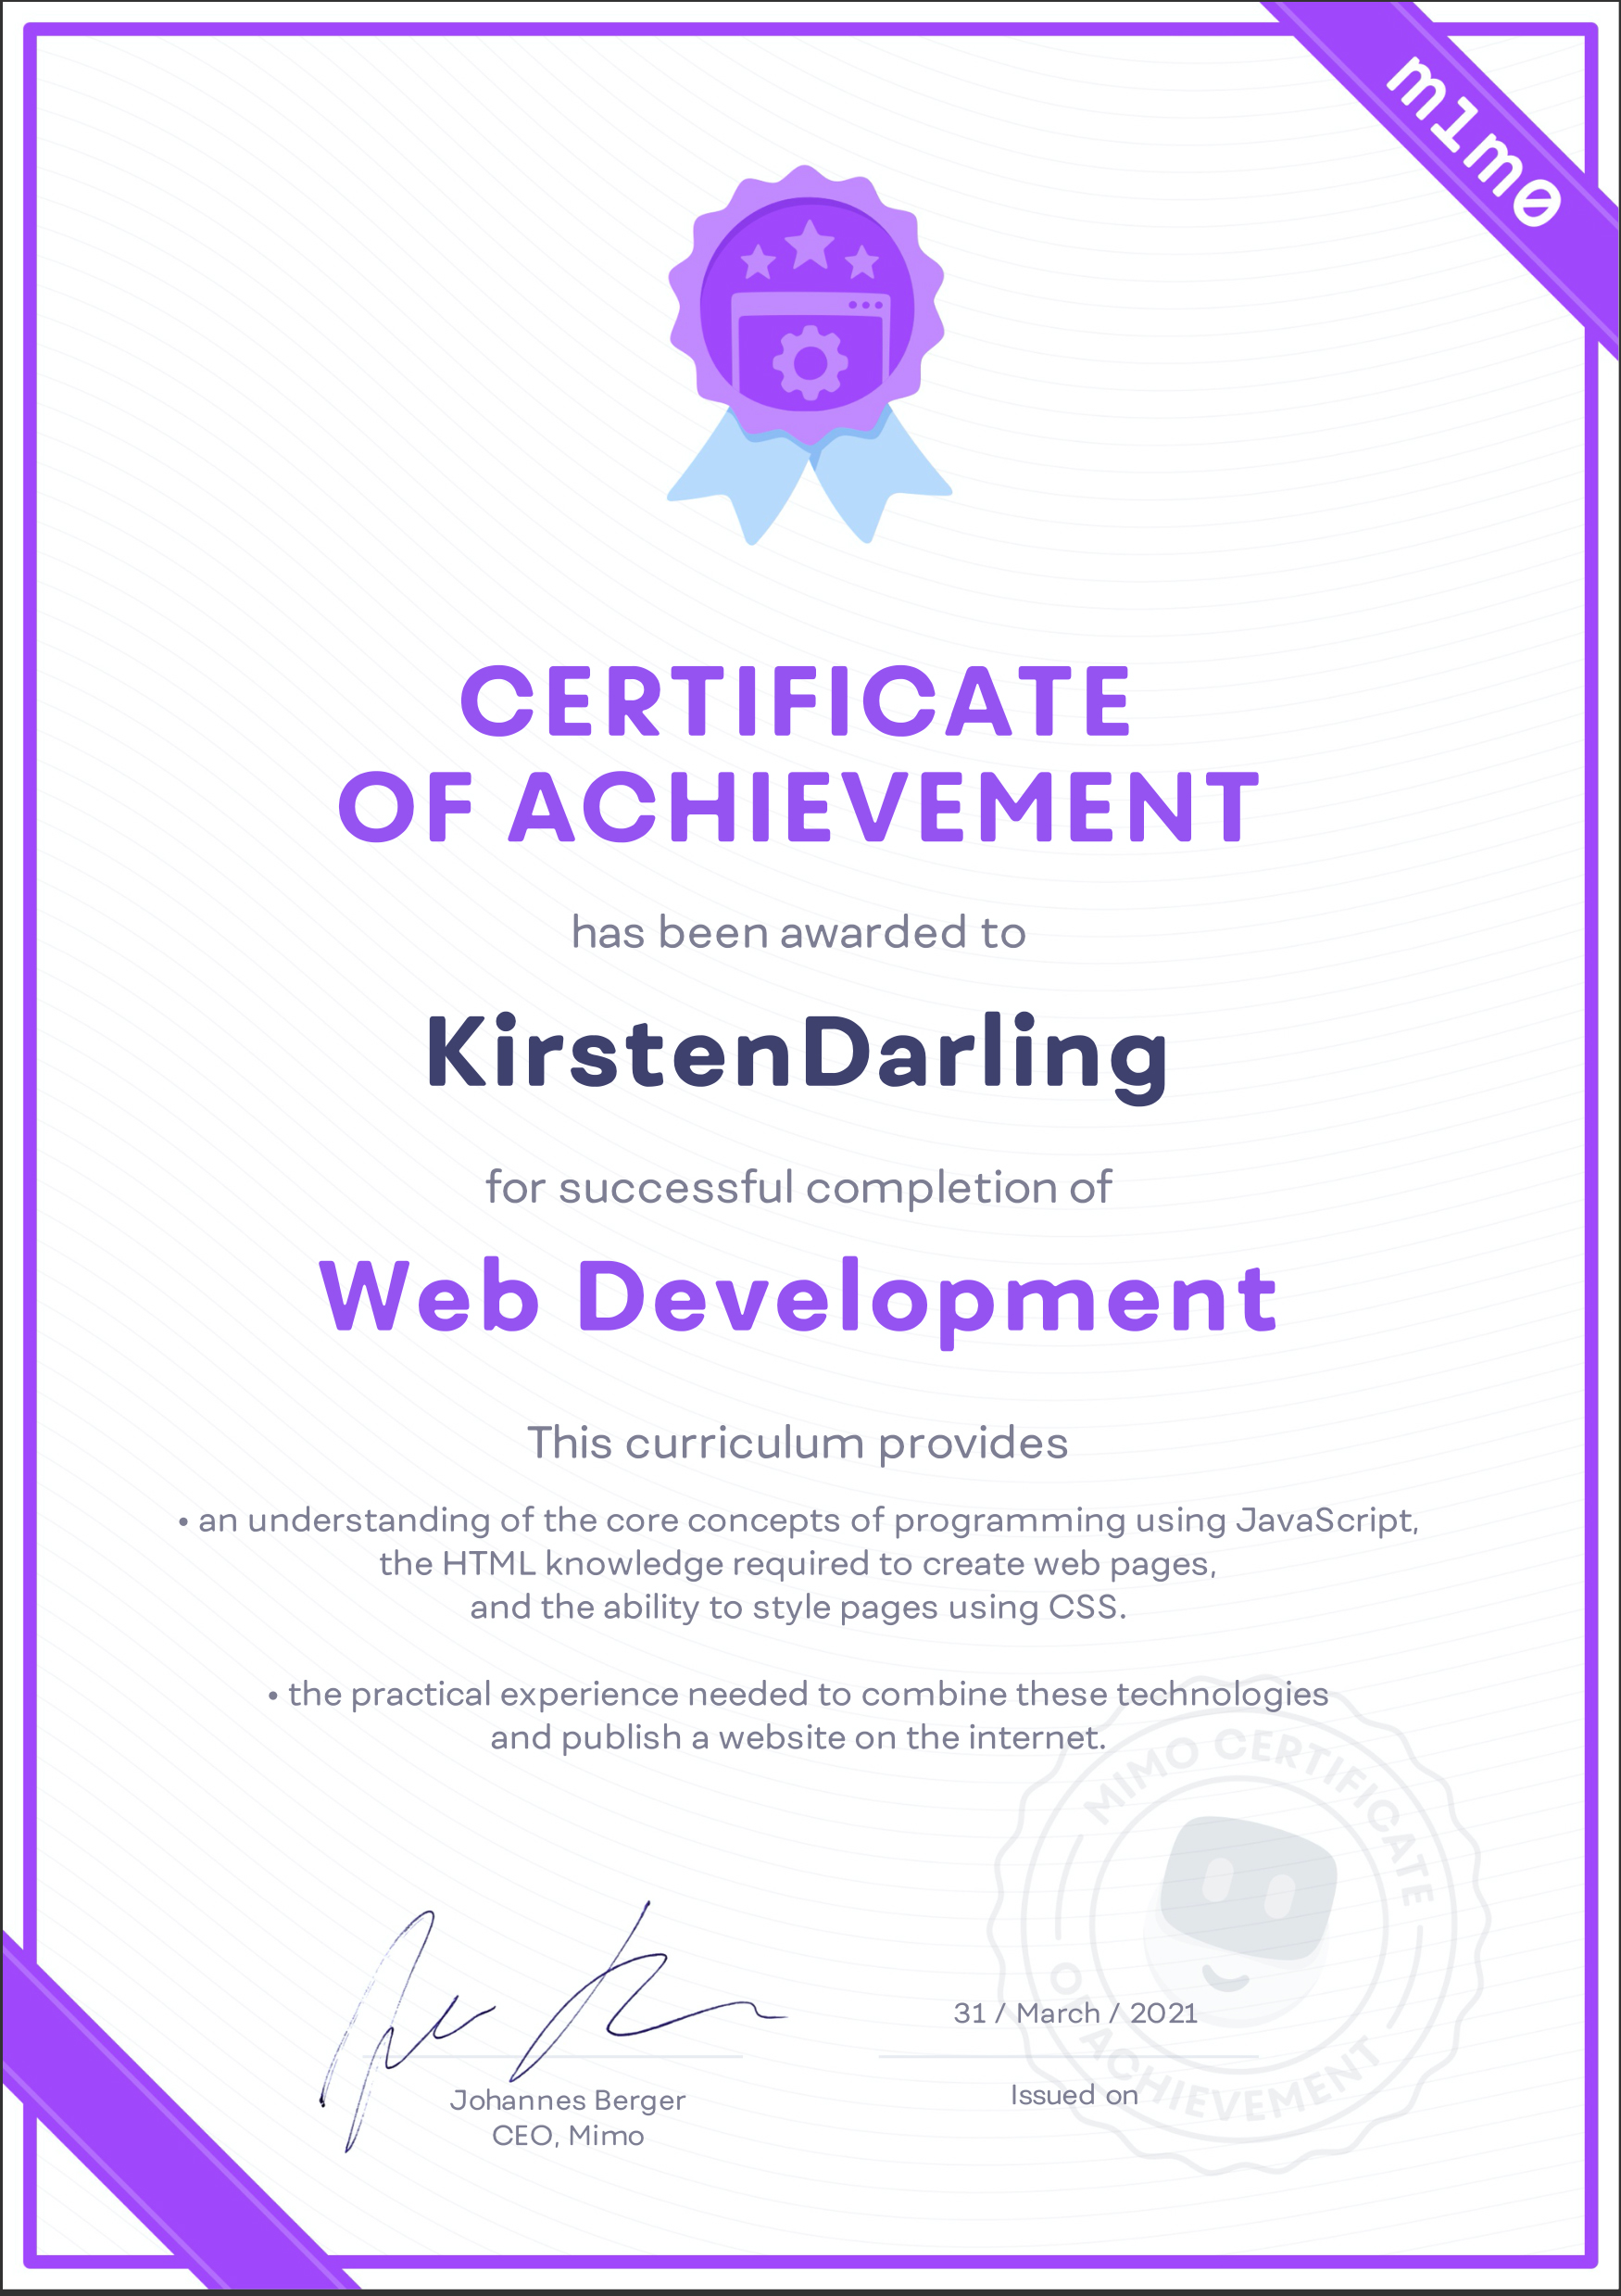 m1m0
CERTIFICATE
OF ACHIEVEMENT
has been awarded to
KirstenDarling
for successful completion of
Web Development
This curriculum provides
• an understanding of the core concepts of programming using JavaScript,
the HTML knowledge required to create web pages,
and the ability to style pages using CSS.
• the practical experience needed to combine these technologies
and publish a website on the internet.
MIMO CERTIFICATE
OF ACHIEVEMENT
31 / March / 2021
Johannes Berger
CEO, Mimo
Issued on